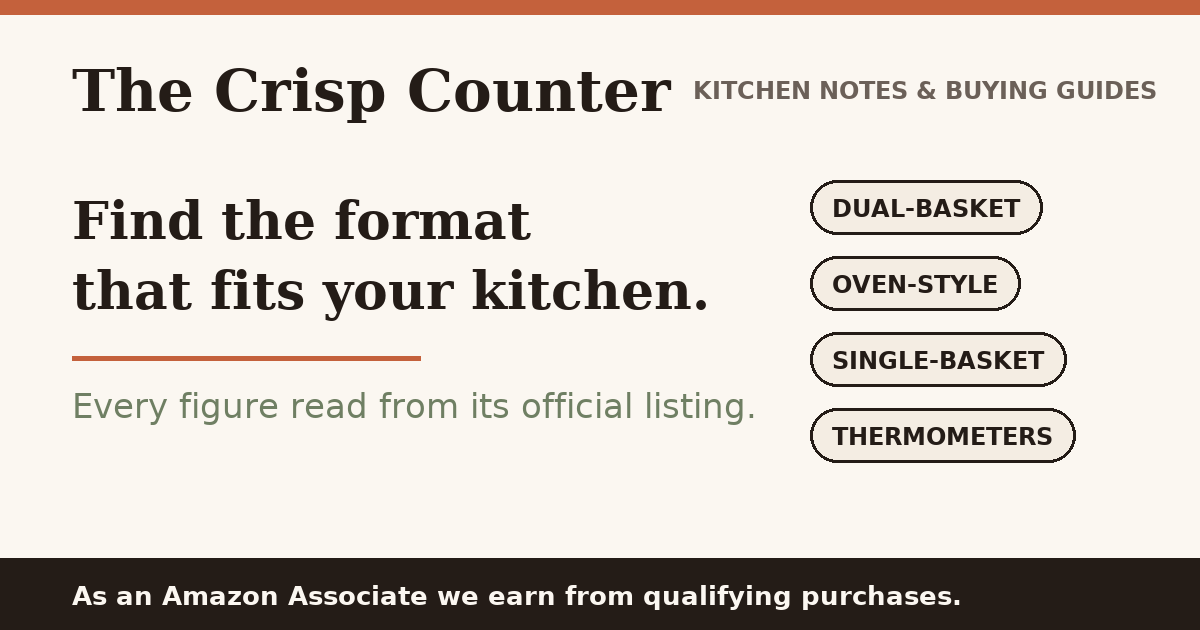 The Crisp Counter
KITCHEN NOTES & BUYING GUIDES
Find the format
that fits your kitchen.
Every figure read from its official listing.
DUAL-BASKET
OVEN-STYLE
SINGLE-BASKET
THERMOMETERS
As an Amazon Associate we earn from qualifying purchases.